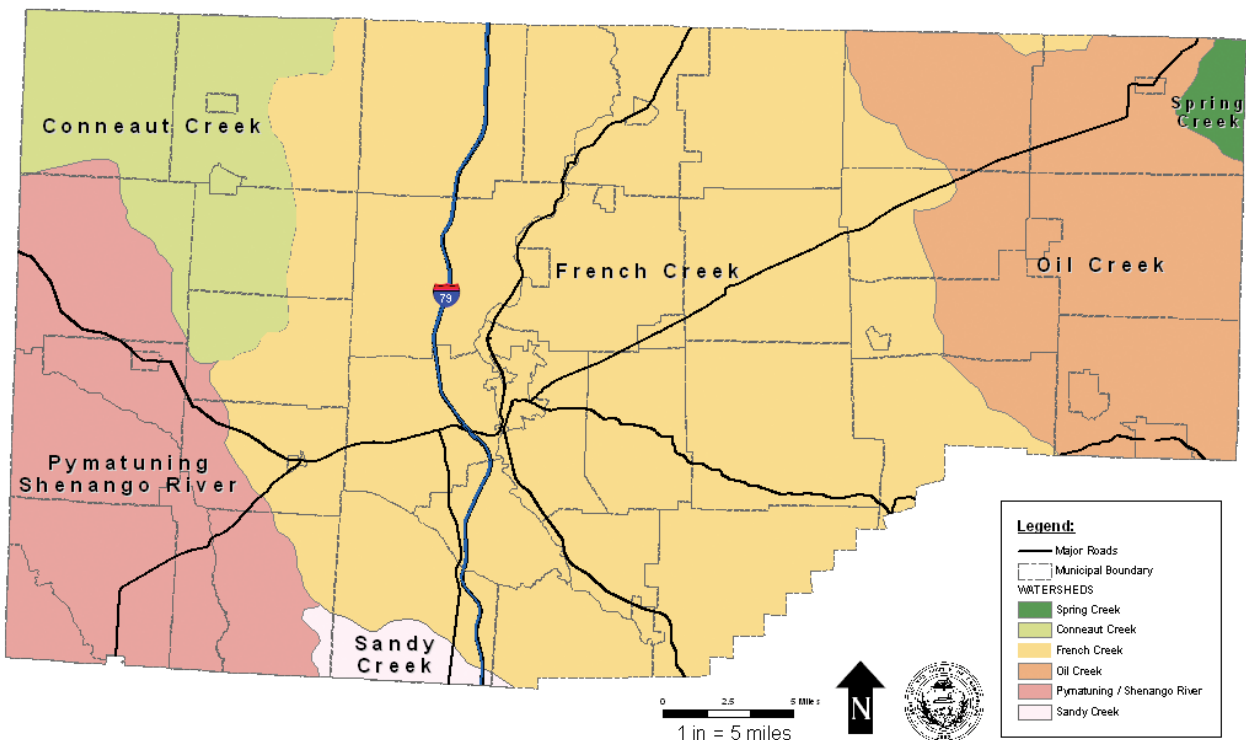 Conneaut Creek
Spring
Creek
79
French Creek
Oil Creek
Pymatuning
Shenango River
Sandy
Creek
Legend:
Major Roads
Municipal Boundary
WATERSHEDS
Spring Creek
Conneaut Creek
French Creek
Oil Creek
Pymatuning / Shenango River
Sandy Creek
0 2.5 5 Miles
1 in = 5 miles
N